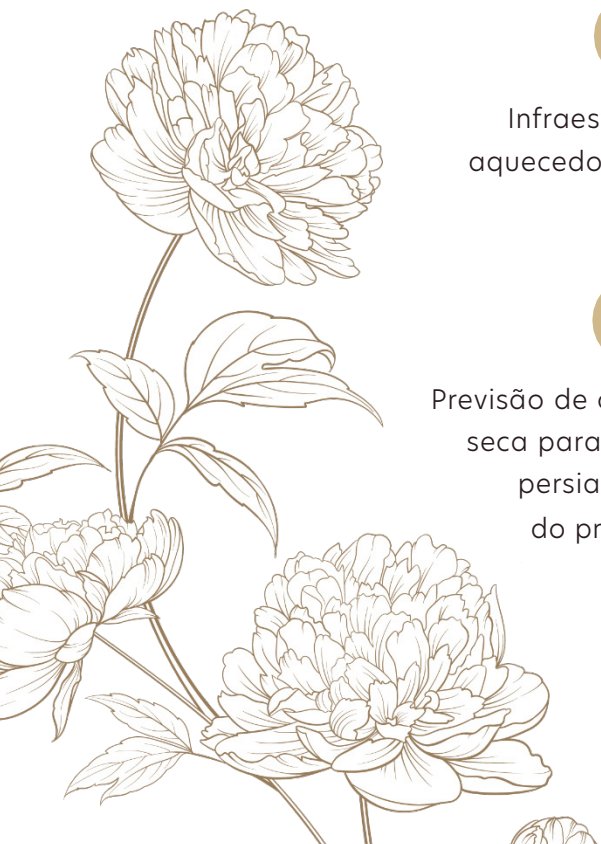 Infraes
aquecedo
Previsão de
seca para
persia
do pr